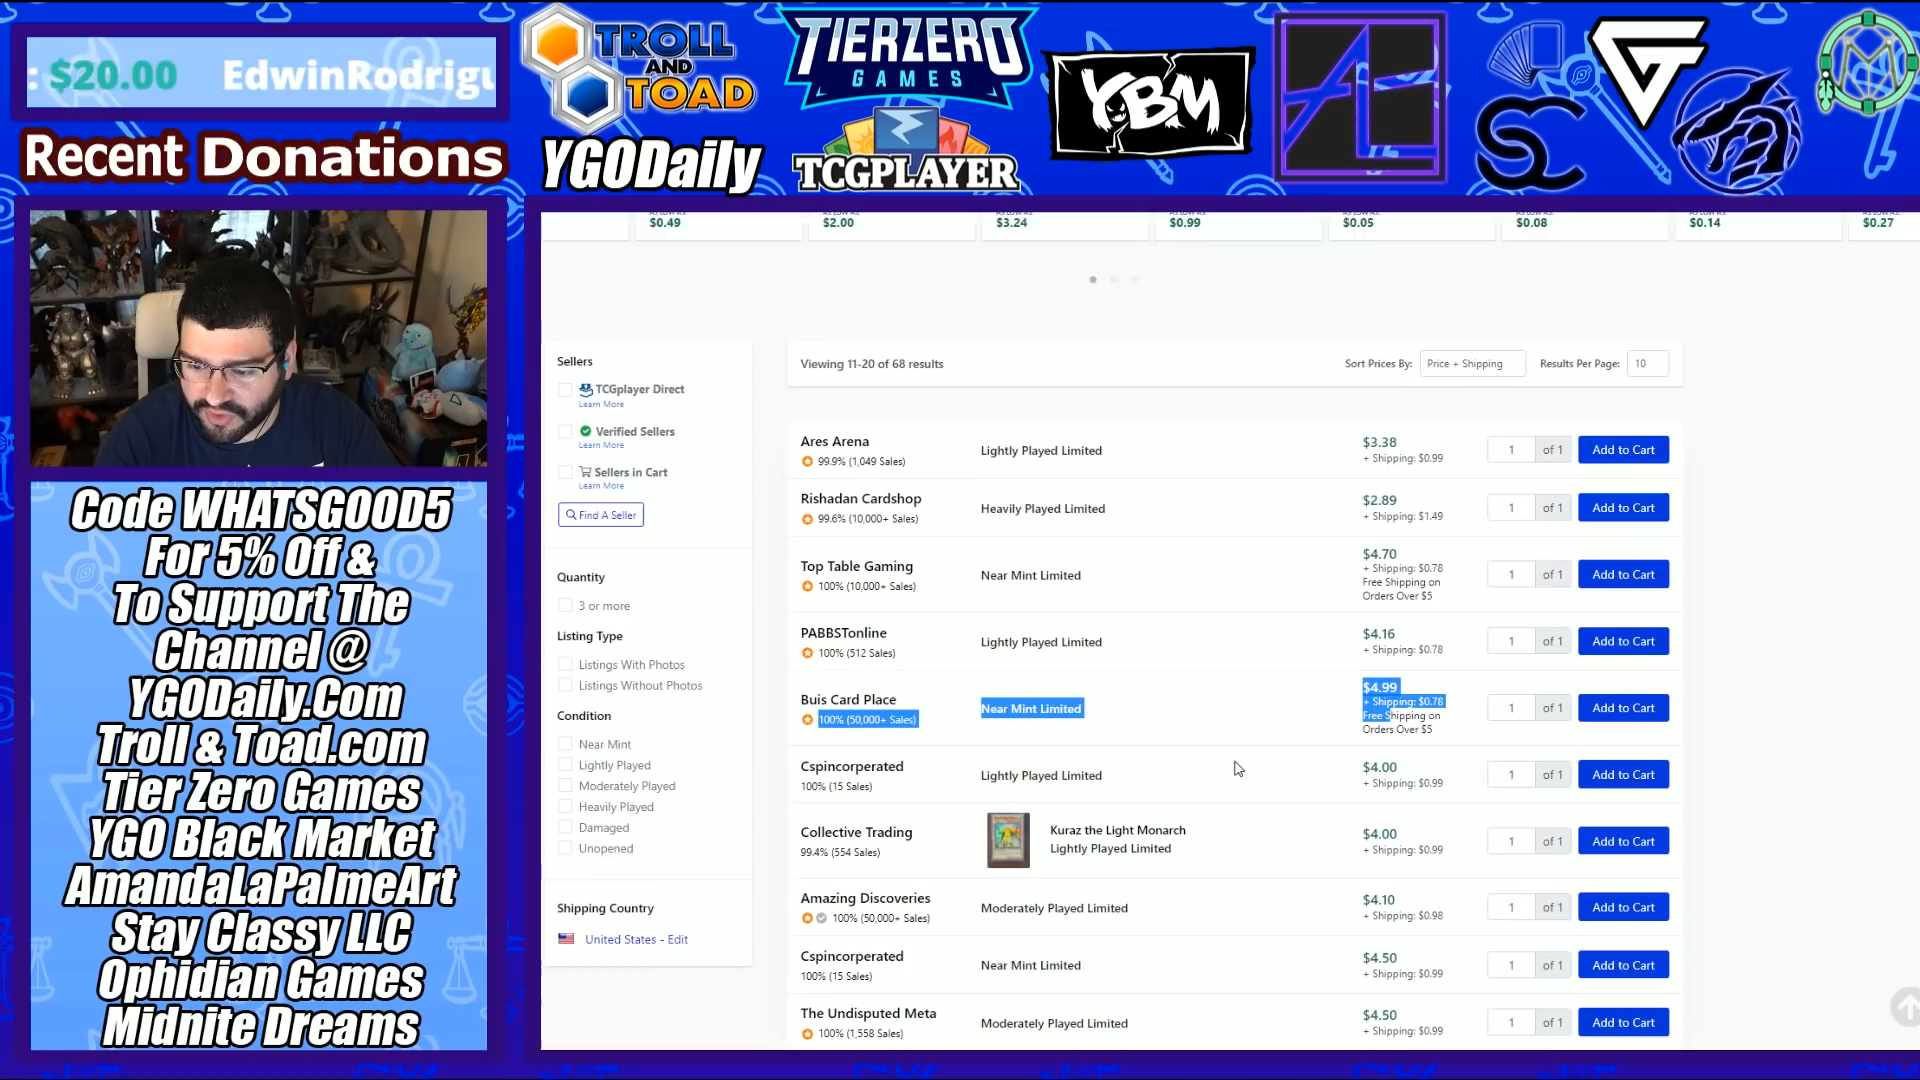 : $20.00 EdwinRodrigu
Recent Donations
TROLL
AND
TOAD
YGODaily
TIERZERO
GAMES
TCGPLAYER
YBM
$0.49
$2.00
$3.24
$0.99
$0.05
$0.08
$0.14
$0.27
Code WHATSGOOD5
For 5% Off &
To Support The
Channel @
YGODaily.Com
Troll & Toad.com
Tier Zero Games
YGO Black Market
AmandaLaPalmeArt
Stay Classy LLC
Ophidian Games
Midnite Dreams
Sellers
TCGplayer Direct
Learn More
Verified Sellers
Learn More
Sellers in Cart
Learn More
Find A Seller
Quantity
3 or more
Listing Type
Listings With Photos
Listings Without Photos
Condition
Near Mint
Lightly Played
Moderately Played
Heavily Played
Damaged
Unopened
Shipping Country
United States - Edit
Viewing 11-20 of 68 results
Sort Prices By: Price + Shipping Results Per Page: 10
Ares Arena
99.9% (1,049 Sales)
Lightly Played Limited
$3.38
+ Shipping: $0.99
1 of 1 Add to Cart
Rishadan Cardshop
99.6% (10,000+ Sales)
Heavily Played Limited
$2.89
+ Shipping: $1.49
1 of 1 Add to Cart
Top Table Gaming
100% (10,000+ Sales)
Near Mint Limited
$4.70
+ Shipping: $0.78
Free Shipping on
Orders Over $5
1 of 1 Add to Cart
PABBSTonline
100% (512 Sales)
Lightly Played Limited
$4.16
+ Shipping: $0.78
1 of 1 Add to Cart
Buis Card Place
100% (50,000+ Sales)
Near Mint Limited
$4.99
+ Shipping: $0.78
Free Shipping on
Orders Over $5
1 of 1 Add to Cart
Cspincorperated
100% (15 Sales)
Lightly Played Limited
$4.00
+ Shipping: $0.99
1 of 1 Add to Cart
Collective Trading
99.4% (554 Sales)
Kuraz the Light Monarch
Lightly Played Limited
$4.00
+ Shipping: $0.99
1 of 1 Add to Cart
Amazing Discoveries
100% (50,000+ Sales)
Moderately Played Limited
$4.10
+ Shipping: $0.98
1 of 1 Add to Cart
Cspincorperated
100% (15 Sales)
Near Mint Limited
$4.50
+ Shipping: $0.99
1 of 1 Add to Cart
The Undisputed Meta
100% (1,558 Sales)
Moderately Played Limited
$4.50
+ Shipping: $0.99
1 of 1 Add to Cart